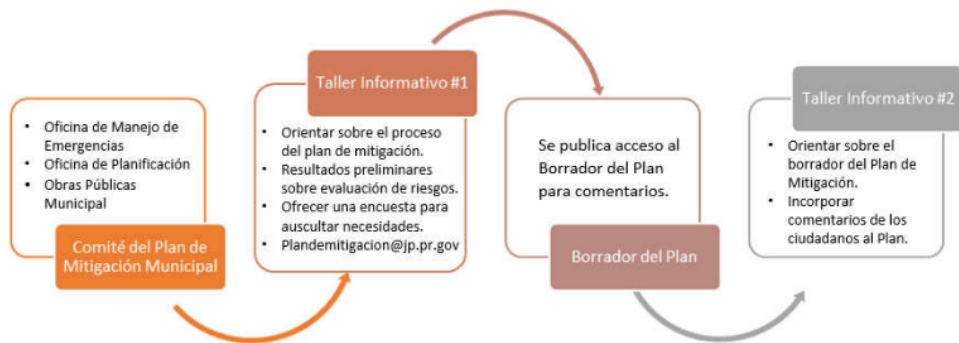 • Oficina de Manejo de
Emergencias
• Oficina de Planificación
• Obras Públicas
Municipal
Comité del Plan de
Mitigación Municipal
Taller Informativo #1
• Orientar sobre el proceso
del plan de mitigación.
• Resultados preliminares
sobre evaluación de riesgos.
• Ofrecer una encuesta para
auscultar necesidades.
• Plandemitigacion@jp.pr.gov
Se publica acceso al
Borrador del Plan
para comentarios.
Borrador del Plan
Taller Informativo #2
• Orientar sobre el
borrador del Plan de
Mitigación.
• Incorporar
comentarios de los
ciudadanos al Plan.